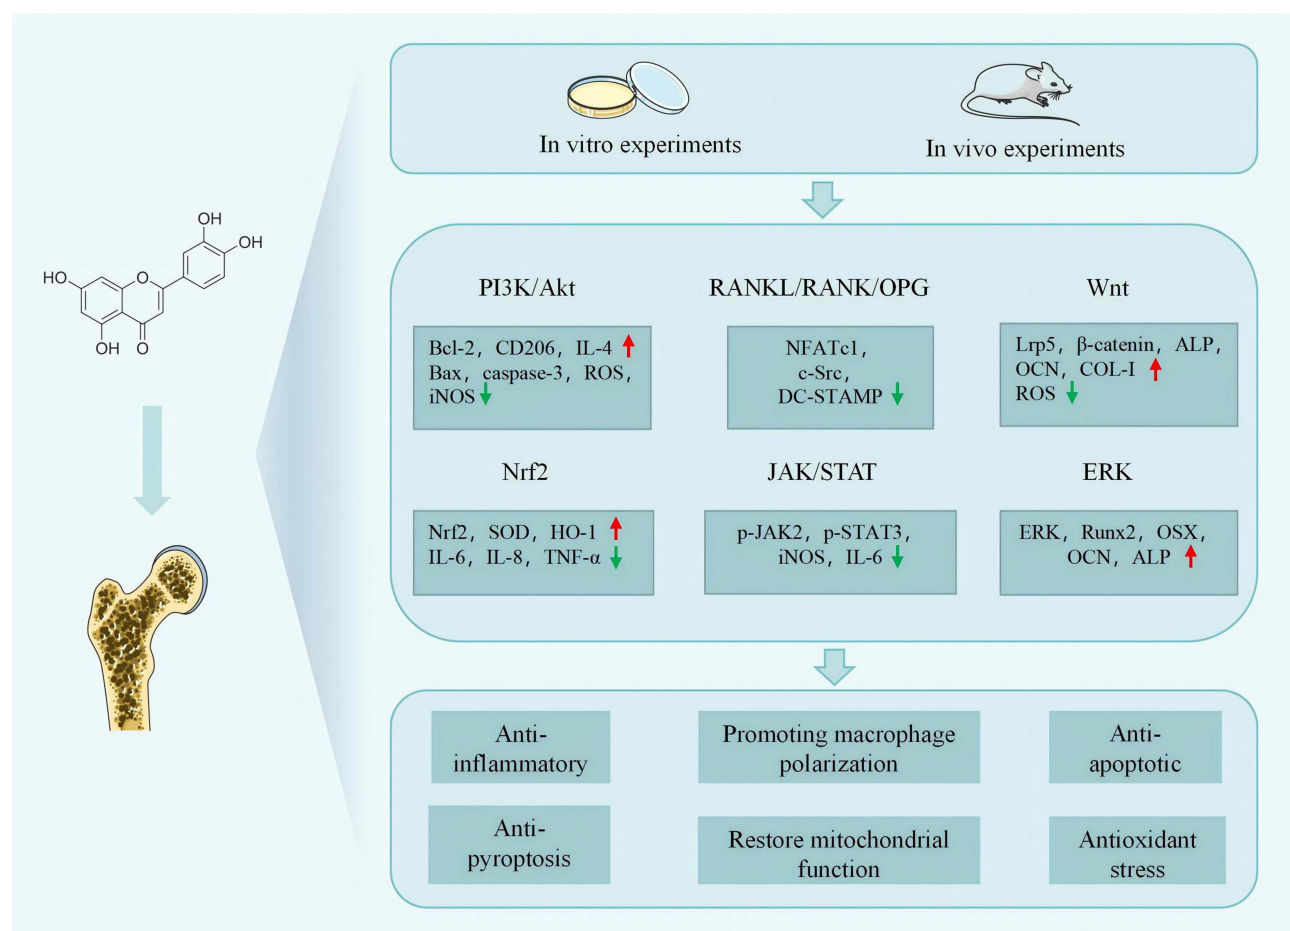 In vitro experiments
In vivo experiments
OH
OH
HO
O
OH
O
PI3K/Akt
Bcl-2, CD206, IL-4
Bax, caspase-3, ROS,
iNOS
RANKL/RANK/OPG
NFATc1,
c-Src,
DC-STAMP
Wnt
Lrp5, β-catenin, ALP,
OCN, COL-I
ROS
Nrf2
Nrf2, SOD, HO-1
IL-6, IL-8, TNF-α
JAK/STAT
p-JAK2, p-STAT3,
iNOS, IL-6
ERK
ERK, Runx2, OSX,
OCN, ALP
Anti-
inflammatory
Promoting macrophage
polarization
Anti-
apoptotic
Anti-
pyroptosis
Restore mitochondrial
function
Antioxidant
stress